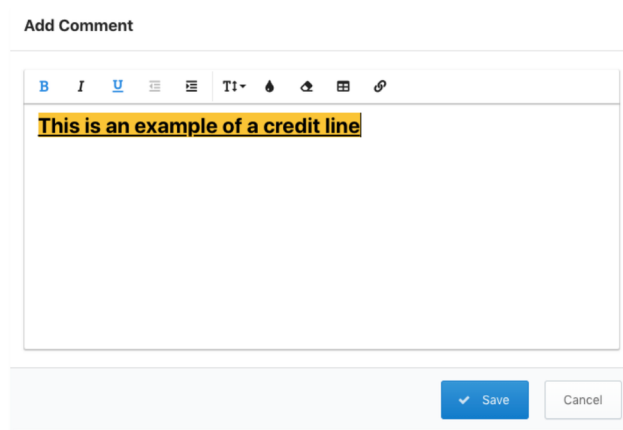 Add Comment
B I U T
This is an example of a credit line
Save Cancel